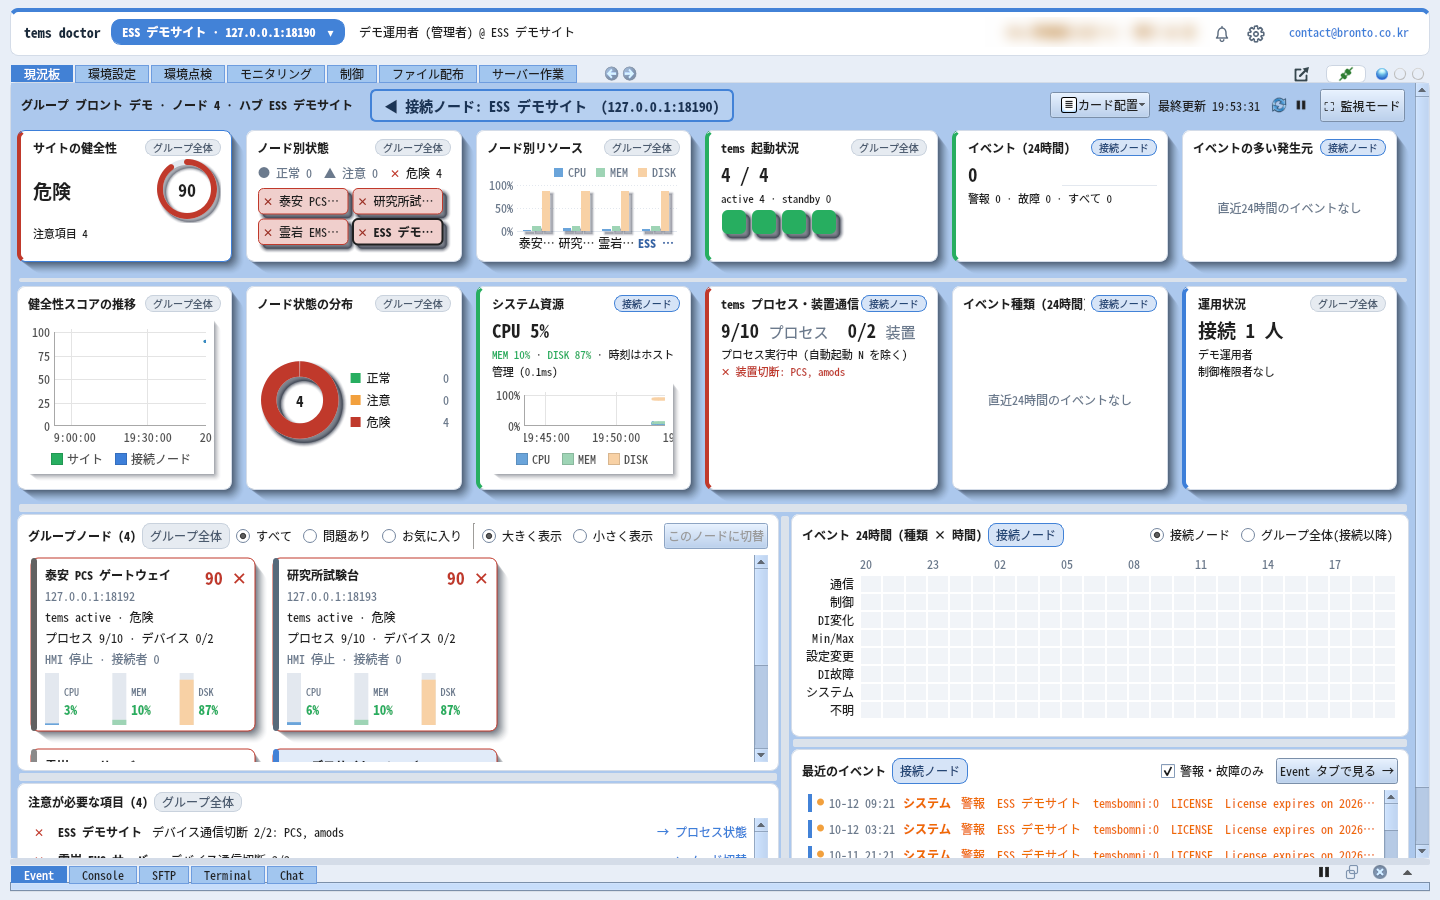 tems doctor
ESS デモサイト · 127.0.0.1:18190 ▼
デモ運用者 (管理者) @ ESS デモサイト
contact@bronto.co.kr
現況板 環境設定 環境点検 モニタリング 制御 ファイル配布 サーバー作業
グループ ブロント デモ · ノード 4 · ハブ ESS デモサイト
◀ 接続ノード: ESS デモサイト (127.0.0.1:18190)
カード配置
最終更新 19:53:31
監視モード
サイトの健全性 グループ全体
危険
90
注意項目 4
ノード別状態 グループ全体
正常 0 注意 0 × 危険 4
× 泰安 PCS… × 研究所試…
× 霊岩 EMS… × ESS デモ…
ノード別リソース グループ全体
CPU MEM DISK
100%
50%
0%
泰安… 研究… 霊岩… ESS …
tems 起動状況 グループ全体
4 / 4
active 4 · standby 0
イベント (24時間) 接続ノード
0
警報 0 · 故障 0 · すべて 0
イベントの多い発生元 接続ノード
直近24時間のイベントなし
健全性スコアの推移 グループ全体
100
75
50
25
0
9:00:00 19:30:00 20
サイト 接続ノード
ノード状態の分布 グループ全体
4
正常 0
注意 0
危険 4
システム資源 接続ノード
CPU 5%
MEM 10% · DISK 87% · 時刻はホスト
管理 (0.1ms)
100%
0%
19:45:00 19:50:00 19
CPU MEM DISK
tems プロセス・装置通信 接続ノード
9/10 プロセス 0/2 装置
プロセス実行中 (自動起動 N を除く)
× 装置切断: PCS, amods
イベント種類 (24時間) 接続ノード
直近24時間のイベントなし
運用状況 グループ全体
接続 1 人
デモ運用者
制御権限者なし
グループノード (4) グループ全体 すべて 問題あり お気に入り 大きく表示 小さく表示 このノードに切替
泰安 PCS ゲートウェイ 90 ×
127.0.0.1:18192
tems active · 危険
プロセス 9/10 · デバイス 0/2
HMI 停止 · 接続者 0
CPU 3% MEM 10% DSK 87%
研究所試験台 90 ×
127.0.0.1:18193
tems active · 危険
プロセス 9/10 · デバイス 0/2
HMI 停止 · 接続者 0
CPU 6% MEM 10% DSK 87%
イベント 24時間 (種類 × 時間) 接続ノード 接続ノード グループ全体(接続以降)
20 23 02 05 08 11 14 17
通信
制御
DI変化
Min/Max
設定変更
DI故障
システム
不明
注意が必要な項目 (4) グループ全体
× ESS デモサイト デバイス通信切断 2/2: PCS, amods → プロセス状態
最近のイベント 接続ノード 警報・故障のみ Event タブで見る →
10-12 09:21 システム 警報 ESS デモサイト temsbomni:0 LICENSE License expires on 2026…
10-12 03:21 システム 警報 ESS デモサイト temsbomni:0 LICENSE License expires on 2026…
10-11 21:21 システム 警報 ESS デモサイト temsbomni:0 LICENSE License expires on 2026…
Event Console SFTP Terminal Chat